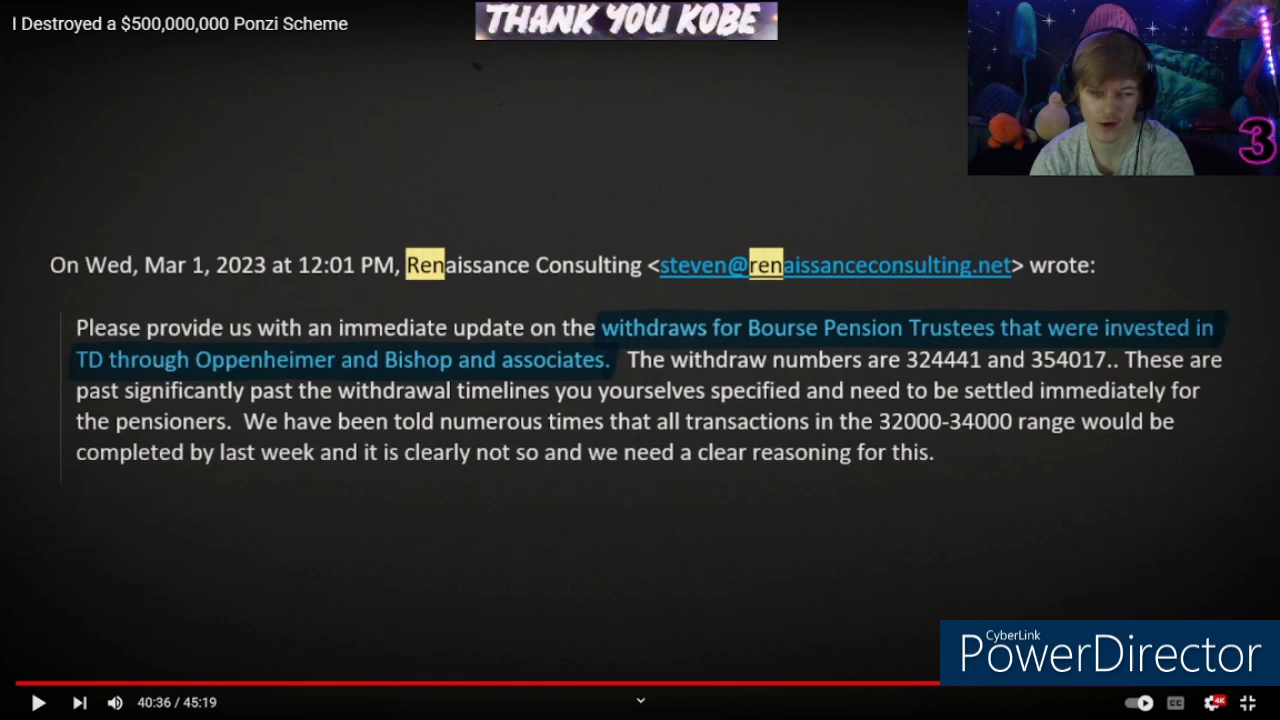 I Destroyed a $500,000,000 Ponzi Scheme
THANK YOU KOBE
3
On Wed, Mar 1, 2023 at 12:01 PM, Renaissance Consulting <steven@renaissanceconsulting.net> wrote:
Please provide us with an immediate update on the withdraws for Bourse Pension Trustees that were invested in
TD through Oppenheimer and Bishop and associates. The withdraw numbers are 324441 and 354017.. These are
past significantly past the withdrawal timelines you yourselves specified and need to be settled immediately for
the pensioners. We have been told numerous times that all transactions in the 32000-34000 range would be
completed by last week and it is clearly not so and we need a clear reasoning for this.
CyberLink
PowerDirector
40:36 / 45:19
CC
4K